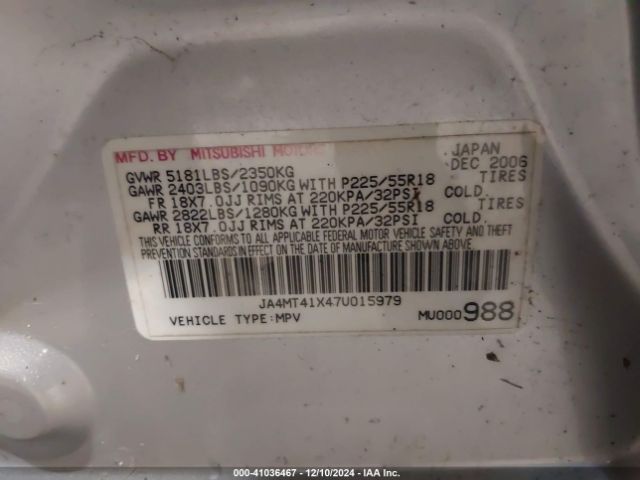 MFD.BY MITSUBISHI MOTORS JAPAN
GVWR 5181LBS/2350KG DEC 2006
GAWR 2403LBS/1090KG WITH P225/55R18 TIRES
FR 18X7.0JJ RIMS AT 220KPA/32PSI COLD.
GAWR 2822LBS/1280KG WITH P225/55R18 TIRES
RR 18X7.0JJ RIMS AT 220KPA/32PSI COLD.
THIS VEHICLE CONFORMS TO ALL APPLICABLE FEDERAL MOTOR VEHICLE SAFETY AND THEFT
PREVENTION STANDARDS IN EFFECT ON THE DATE OF MANUFACTURE SHOWN ABOVE.
JA4MT41X47U015979
VEHICLE TYPE:MPV MU000988
000-41036467 - 12/10/2024 - IAA Inc.